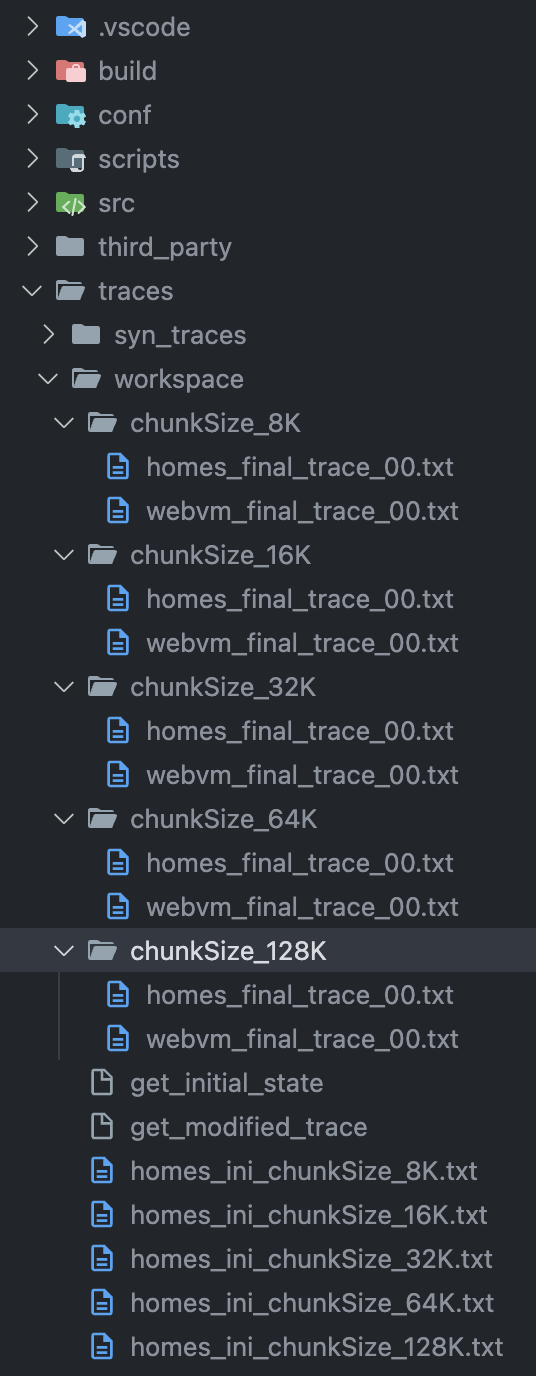 .vscode
build
conf
scripts
src
third_party
traces
syn_traces
workspace
chunkSize_8K
homes_final_trace_00.txt
webvm_final_trace_00.txt
chunkSize_16K
homes_final_trace_00.txt
webvm_final_trace_00.txt
chunkSize_32K
homes_final_trace_00.txt
webvm_final_trace_00.txt
chunkSize_64K
homes_final_trace_00.txt
webvm_final_trace_00.txt
chunkSize_128K
homes_final_trace_00.txt
webvm_final_trace_00.txt
get_initial_state
get_modified_trace
homes_ini_chunkSize_8K.txt
homes_ini_chunkSize_16K.txt
homes_ini_chunkSize_32K.txt
homes_ini_chunkSize_64K.txt
homes_ini_chunkSize_128K.txt